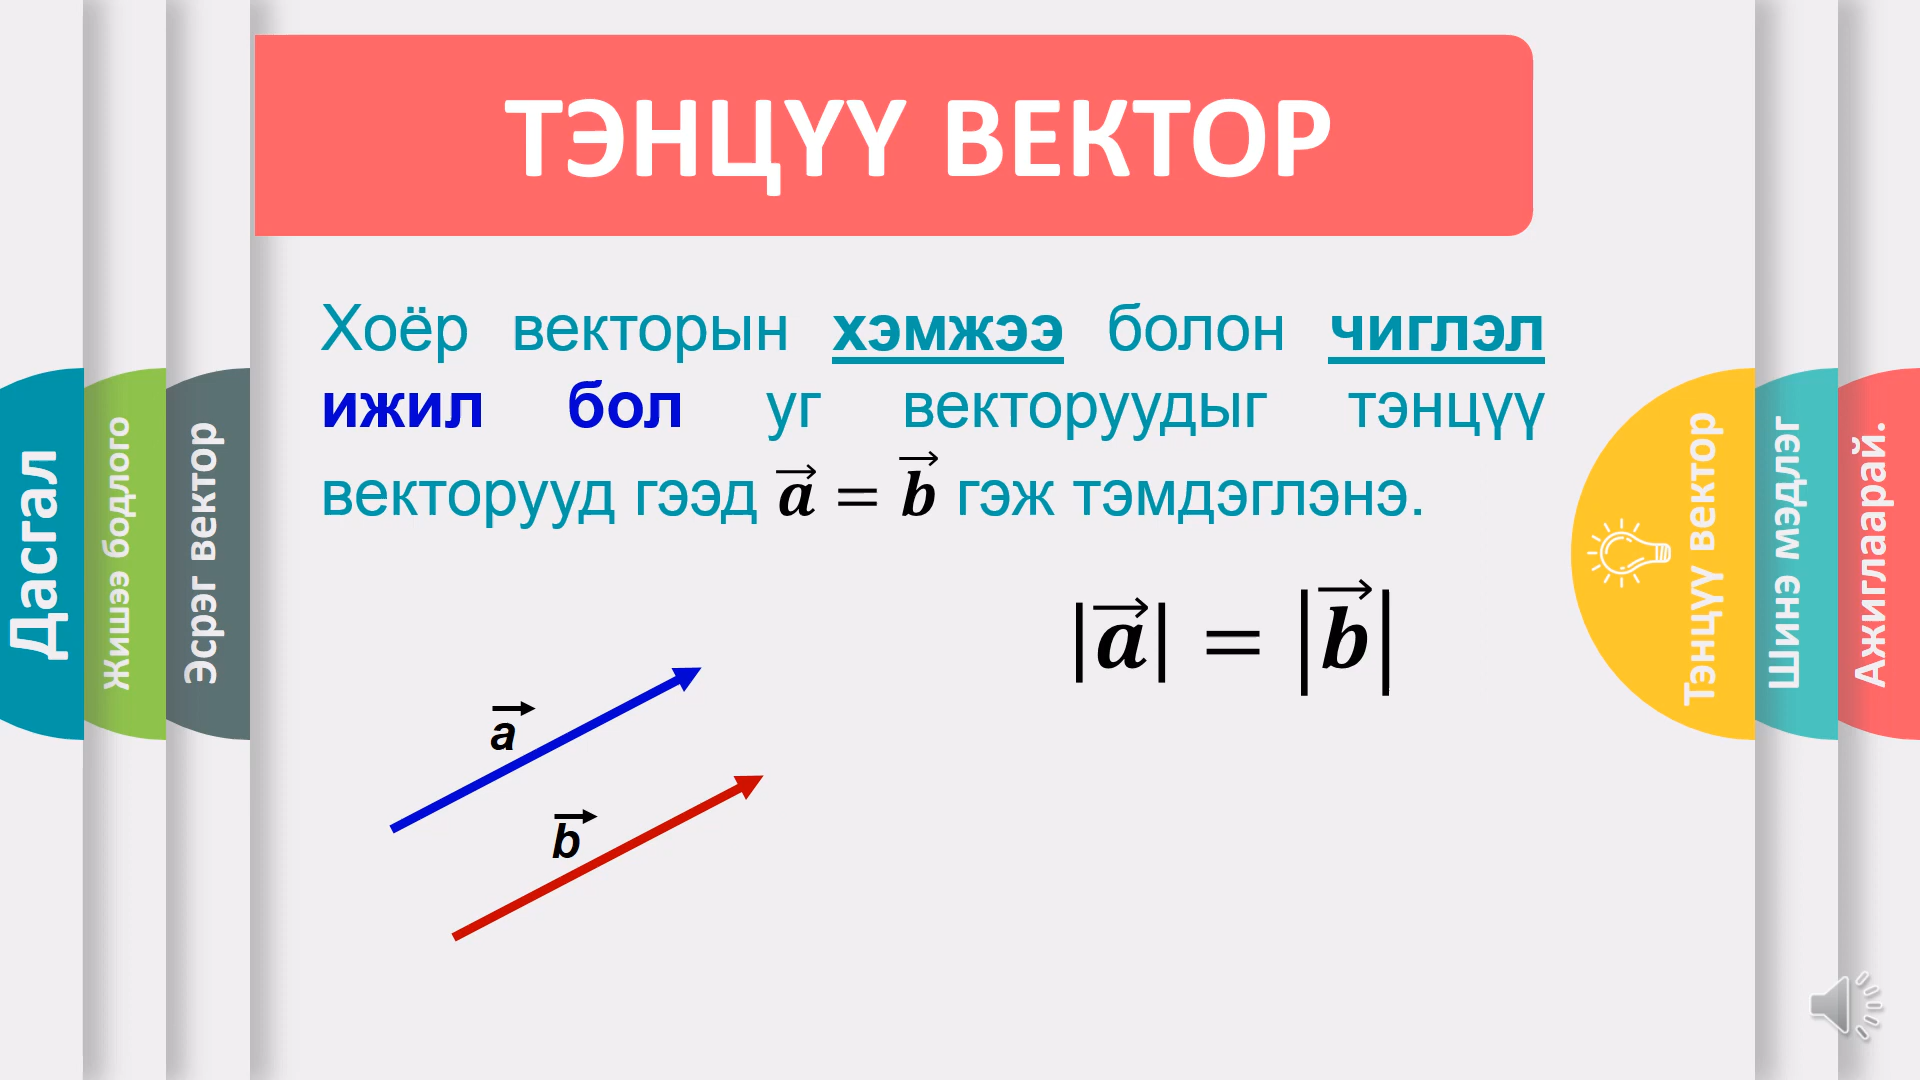 ТЭНЦҮҮ ВЕКТОР
Хоёр векторын хэмжээ болон чиглэл
ижил бол уг векторуудыг тэнцүү
векторууд гээд a⃗ = b⃗ гэж тэмдэглэнэ.
|a⃗| = |b⃗|
a⃗
b⃗
Дасгал
Жишээ бодлого
Эсрэг вектор
Тэнцүү вектор
Шинэ мэдлэг
Ажиглаарай.